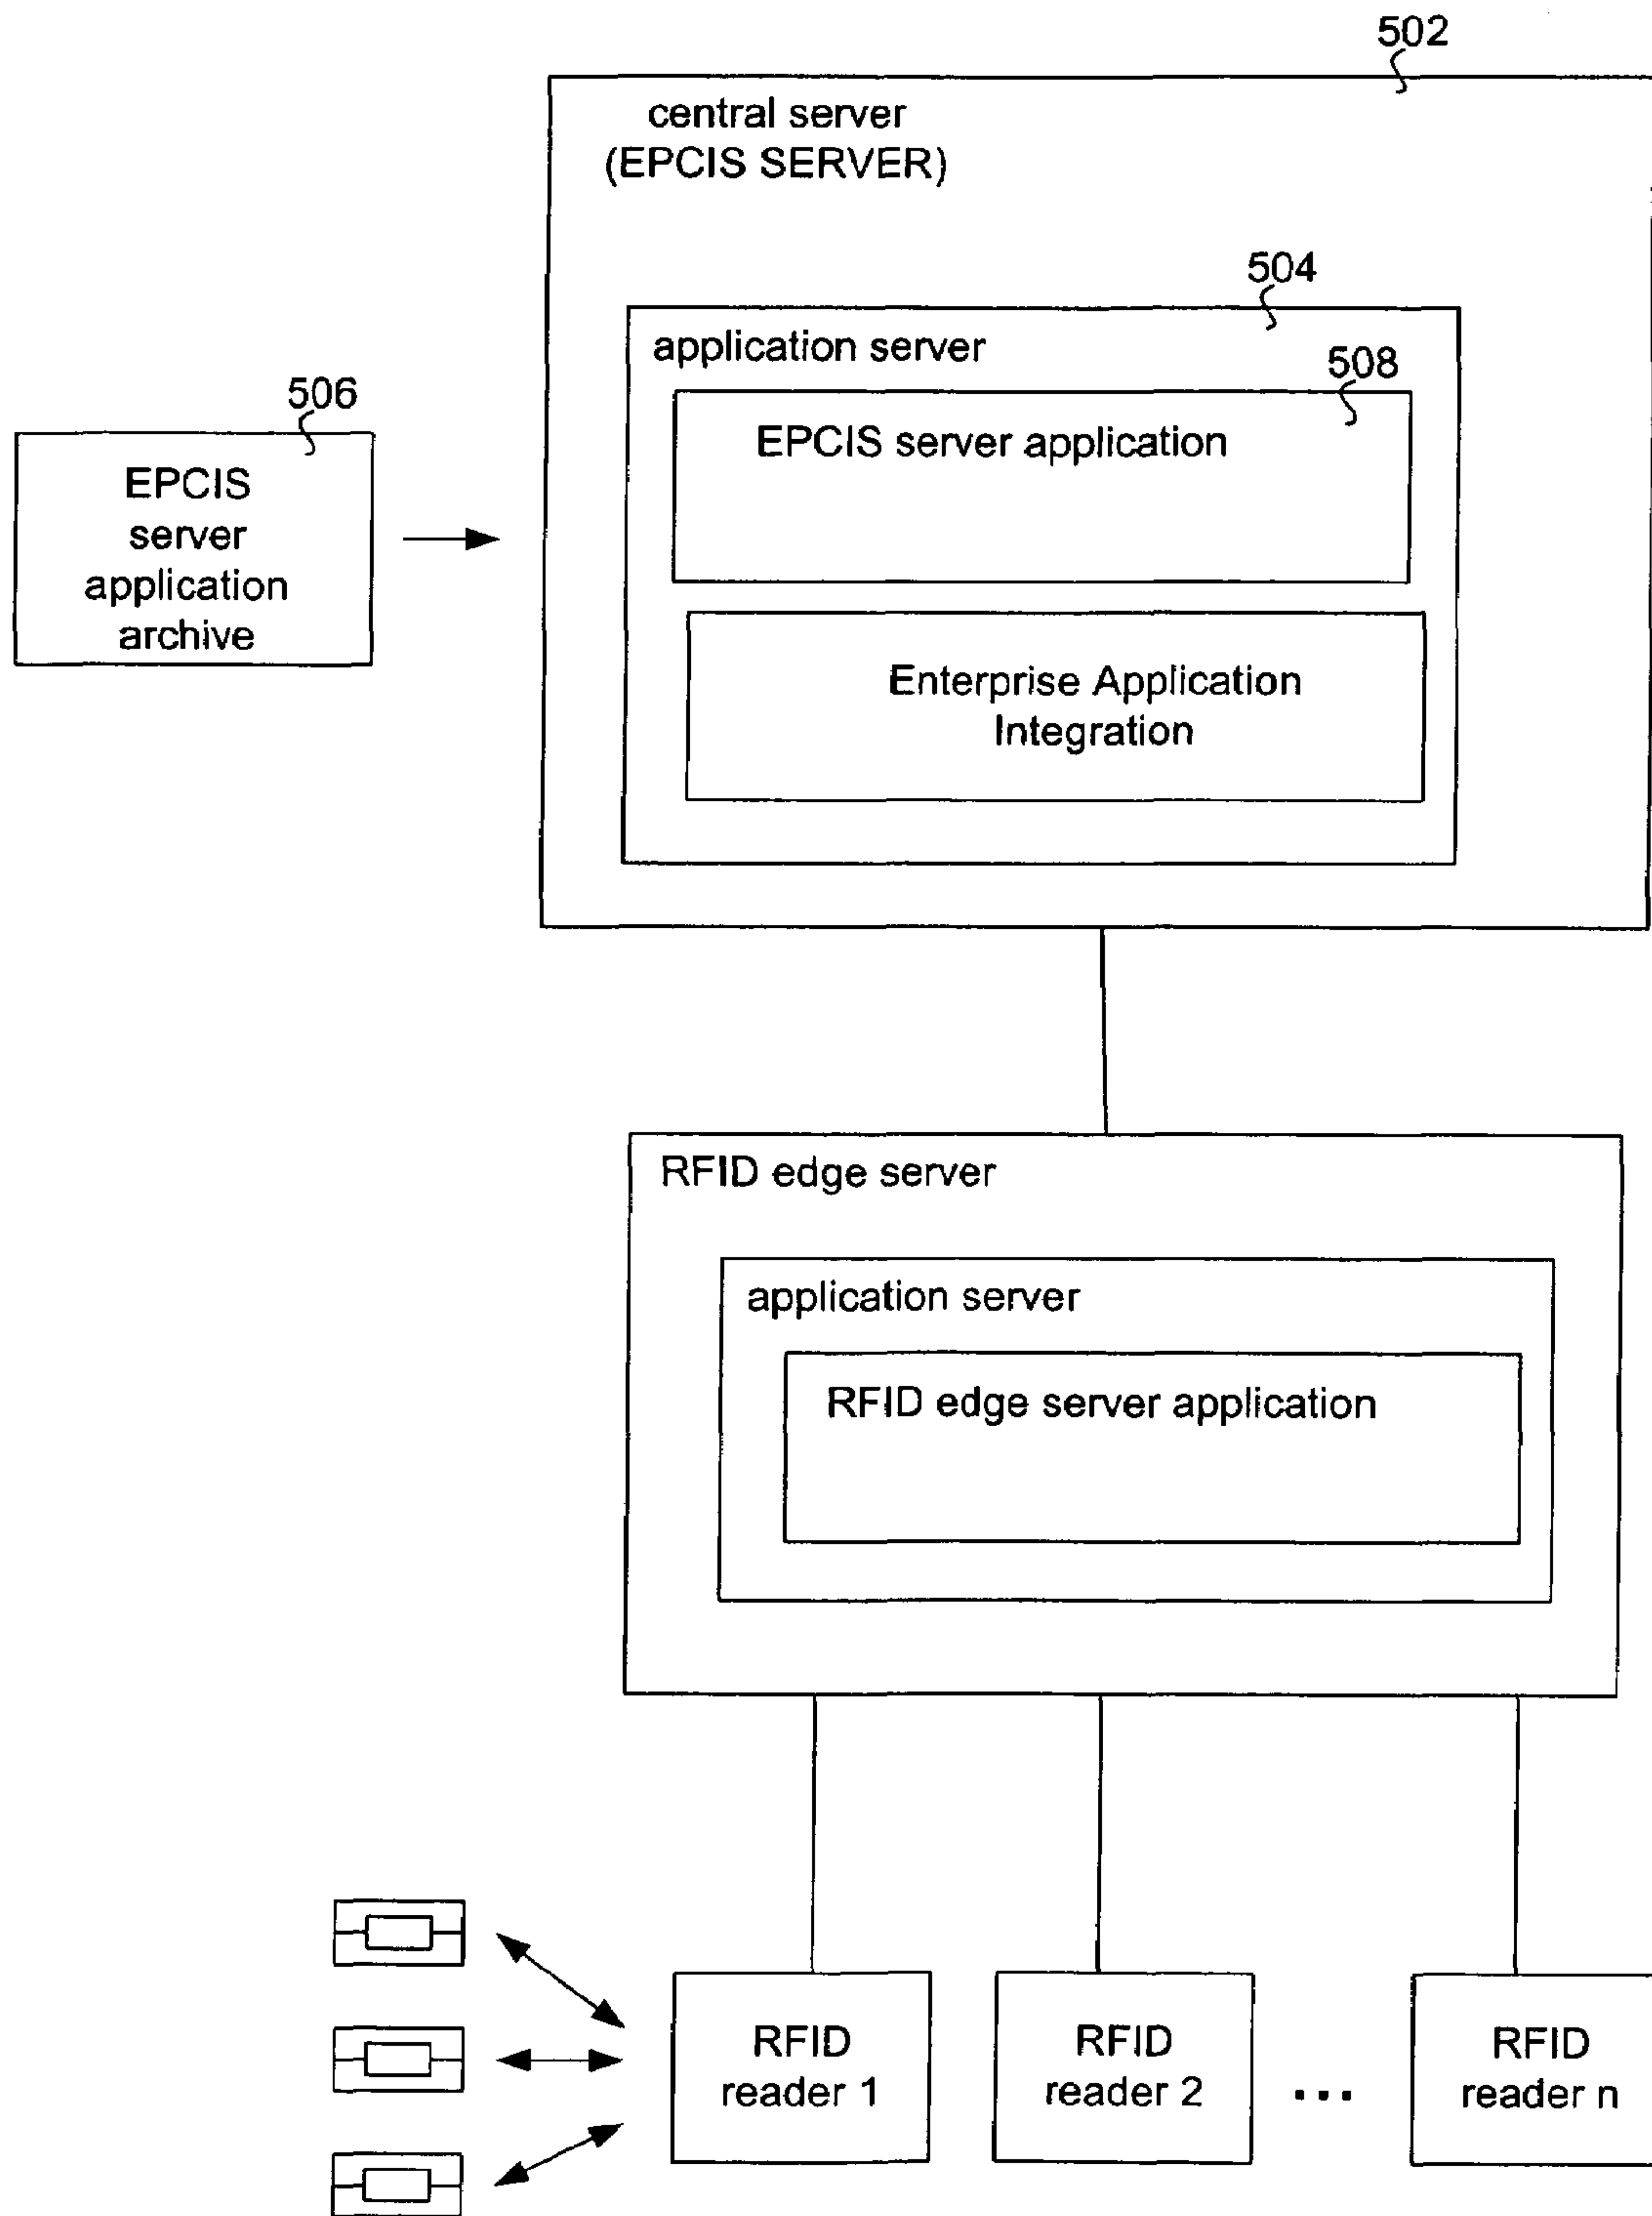 502
central server
(EPCIS SERVER)
504
application server
508
EPCIS server application
506
EPCIS
server
application
archive
Enterprise Application
Integration
RFID edge server
application server
RFID edge server application
RFID
reader 1
RFID
reader 2
...
RFID
reader n